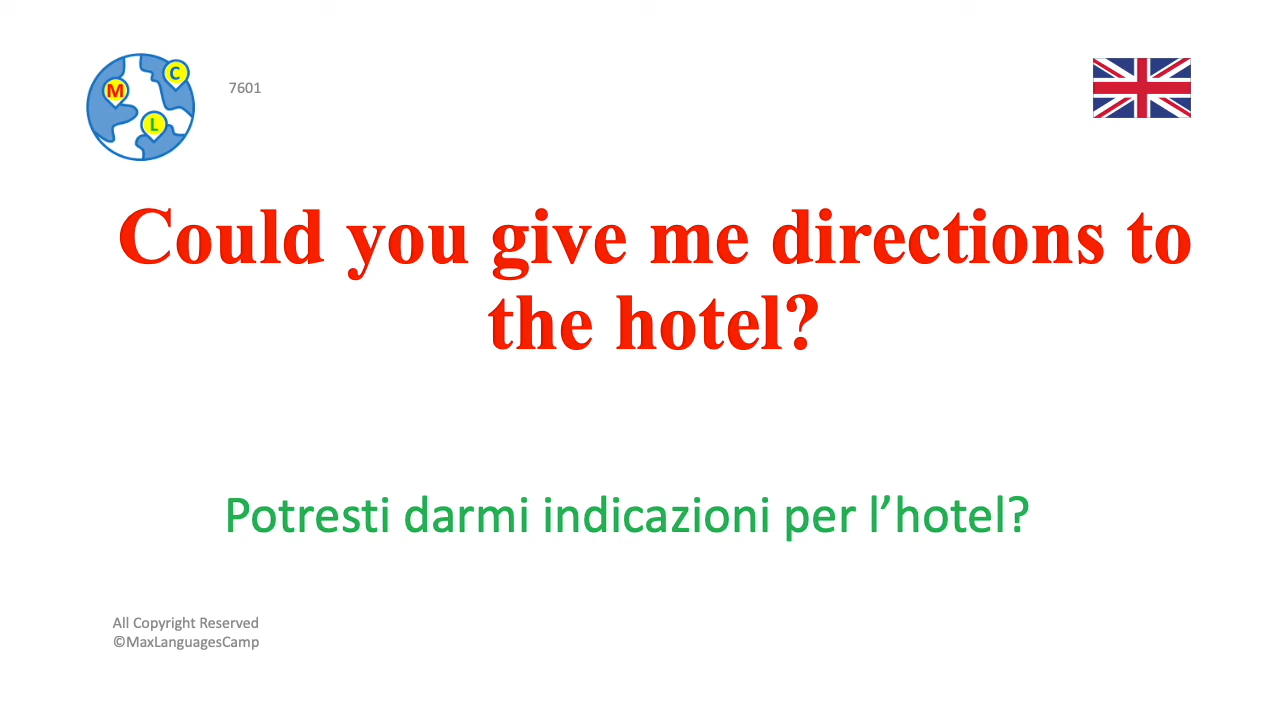 C
M
L
7601
Could you give me directions to
the hotel?
Potresti darmi indicazioni per l’hotel?
All Copyright Reserved
©MaxLanguagesCamp